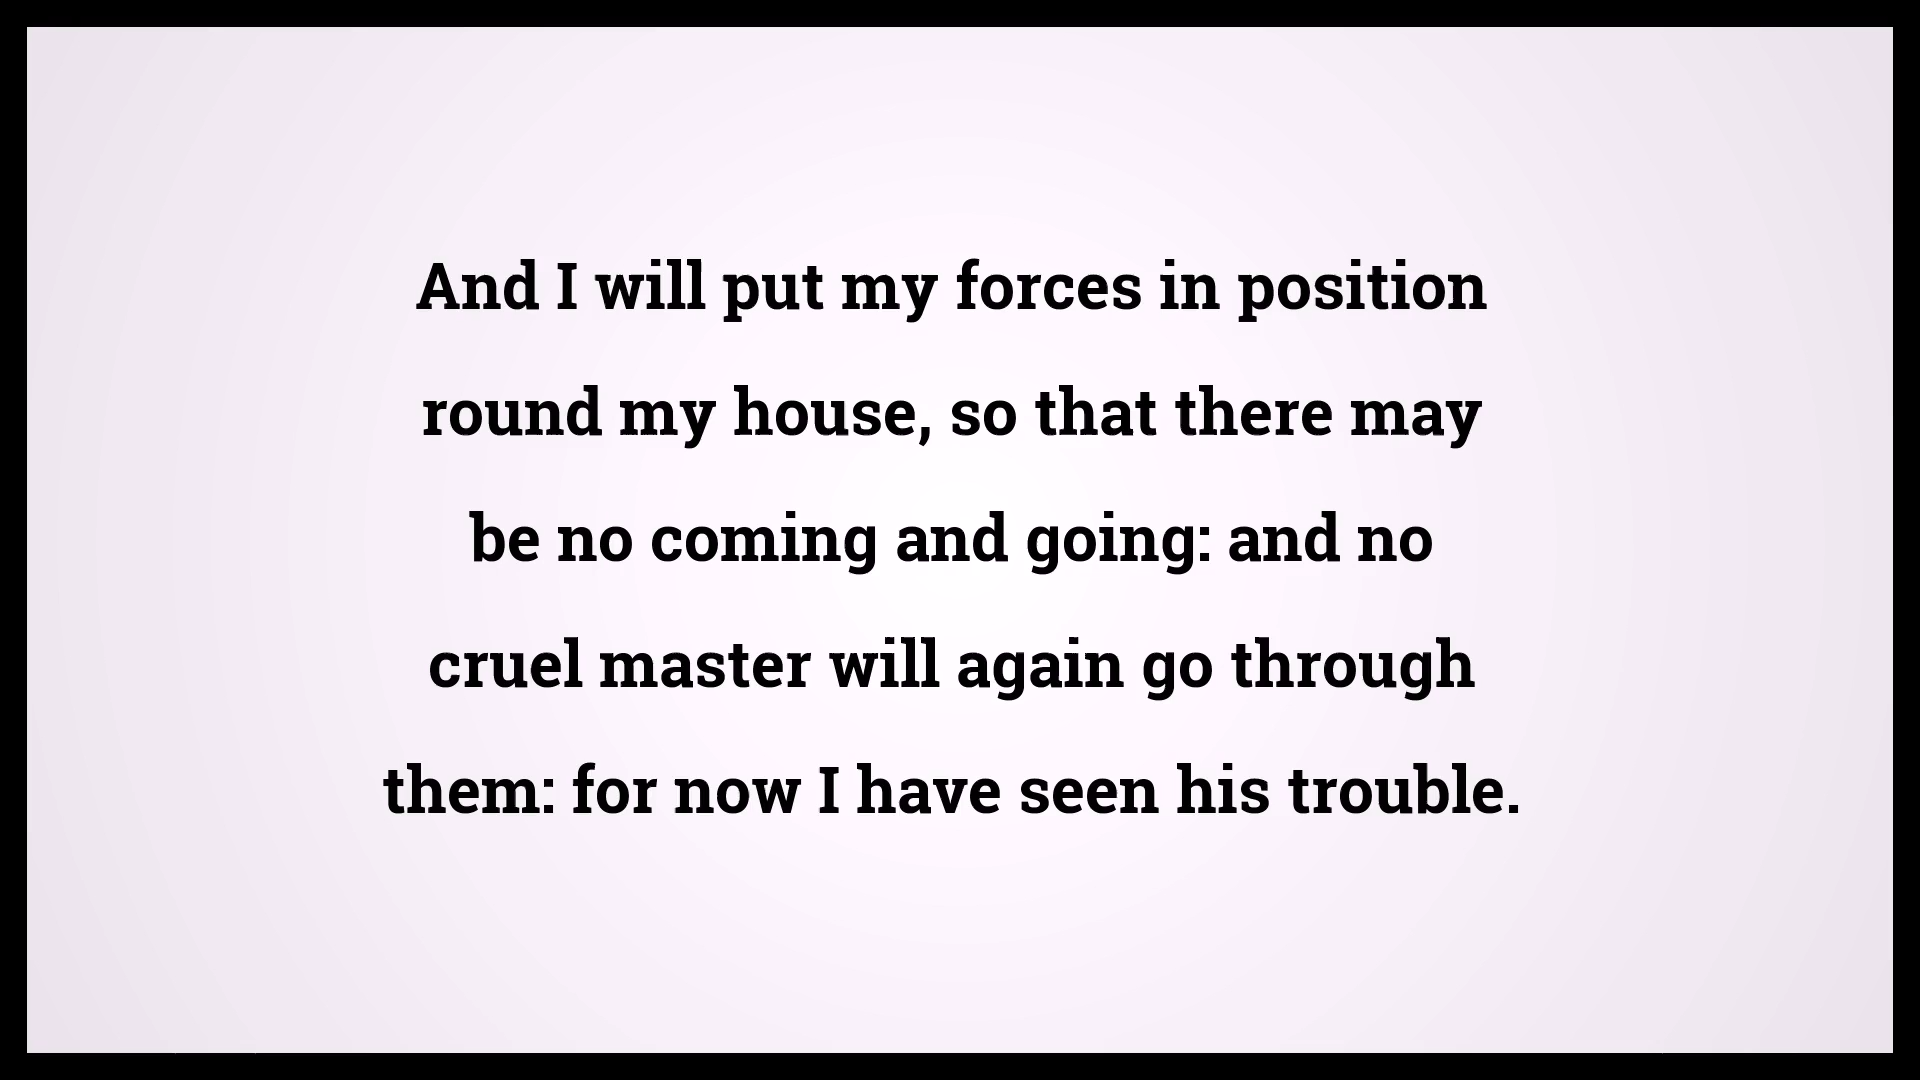 And I will put my forces in position
round my house, so that there may
be no coming and going: and no
cruel master will again go through
them: for now I have seen his trouble.